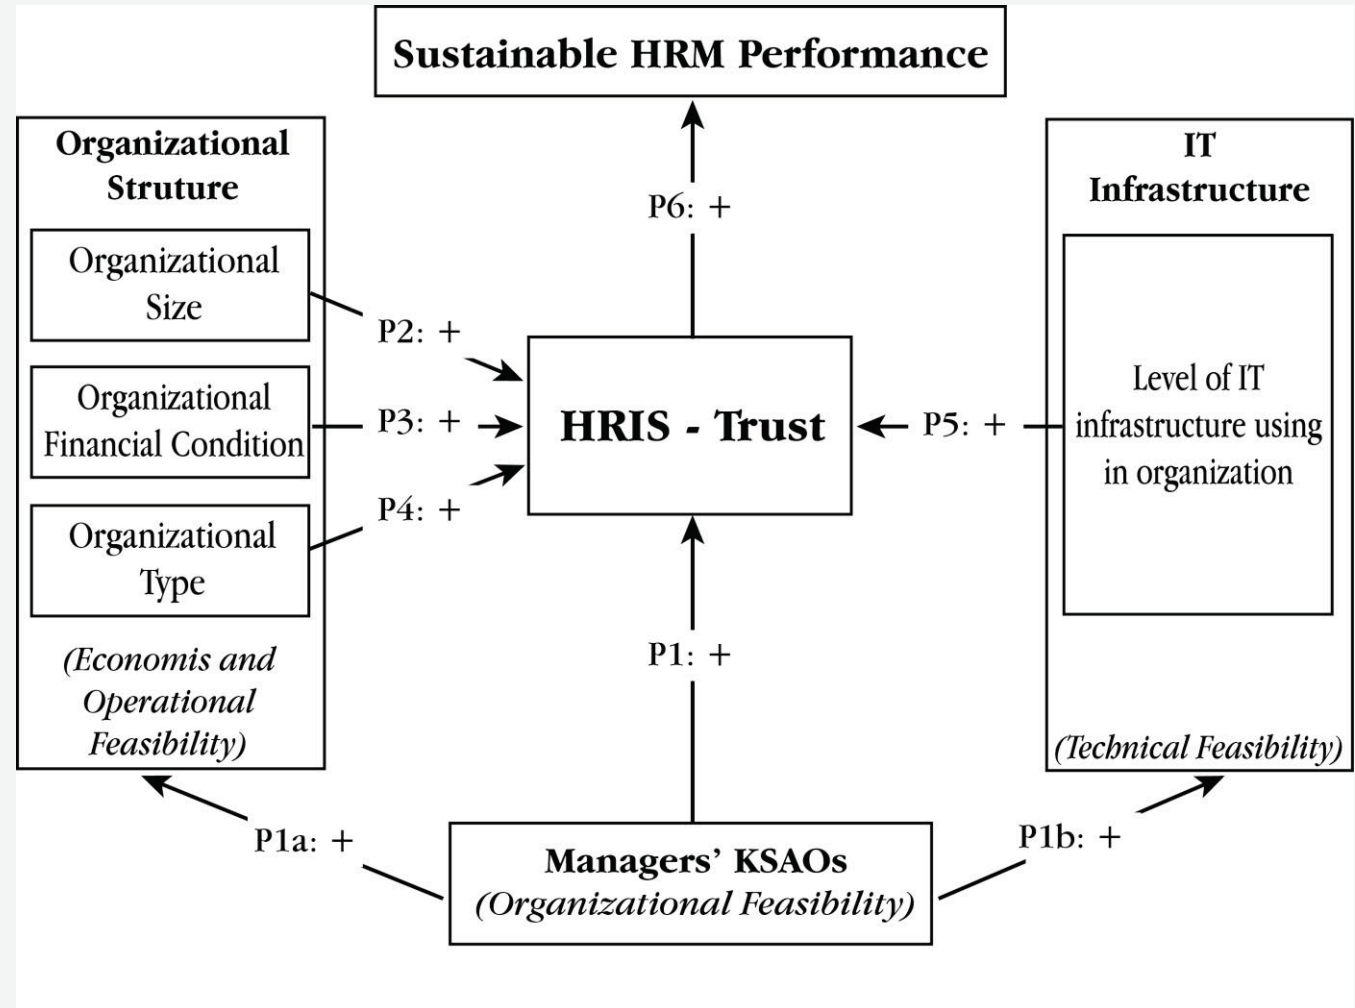 Sustainable HRM Performance
Organizational
Struture
Organizational
Size
Organizational
Financial Condition
Organizational
Type
(Economis and
Operational
Feasibility)
P6: +
P2: +
P3: +
P4: +
HRIS - Trust
P5: +
P1: +
IT
Infrastructure
Level of IT
infrastructure using
in organization
(Technical Feasibility)
P1a: +
Managers’ KSAOs
(Organizational Feasibility)
P1b: +